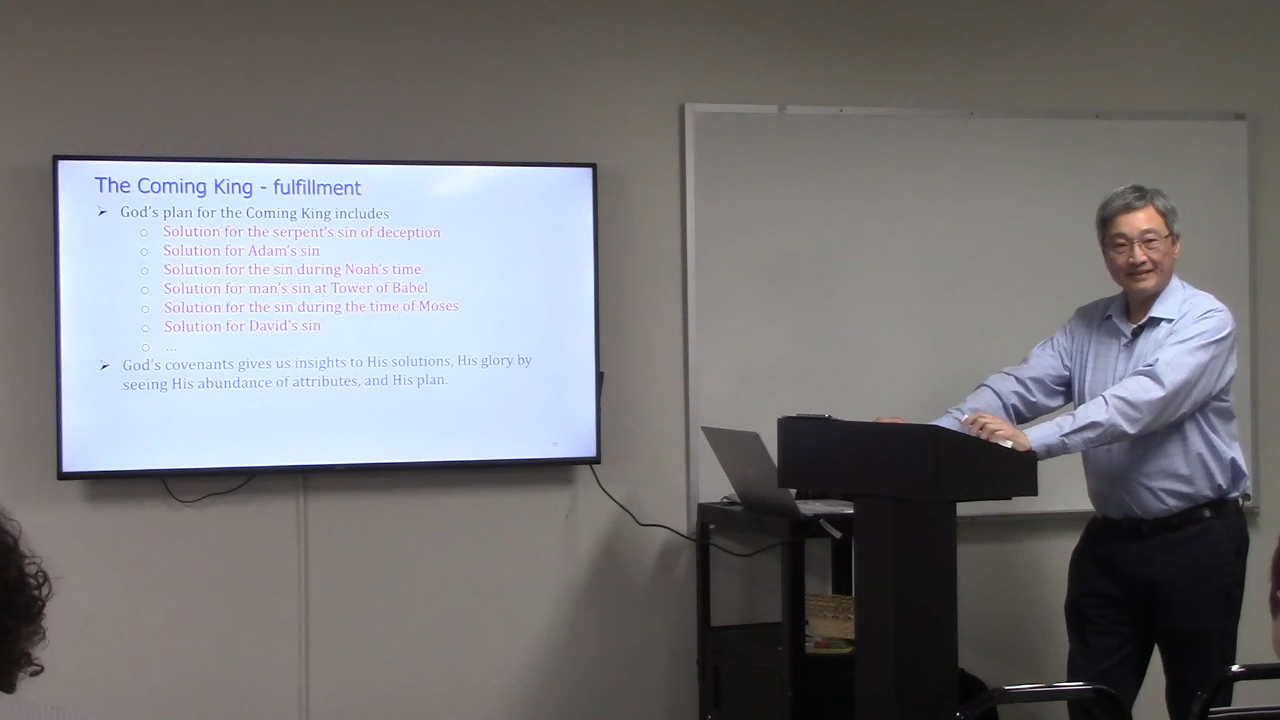 The Coming King - fulfillment
➢ God's plan for the Coming King includes
○ Solution for the serpent's sin of deception
○ Solution for Adam's sin
○ Solution for the sin during Noah's time
○ Solution for man's sin at Tower of Babel
○ Solution for the sin during the time of Moses
○ Solution for David's sin
○ ...
➢ God's covenants gives us insights to His solutions, His glory by
seeing His abundance of attributes, and His plan.